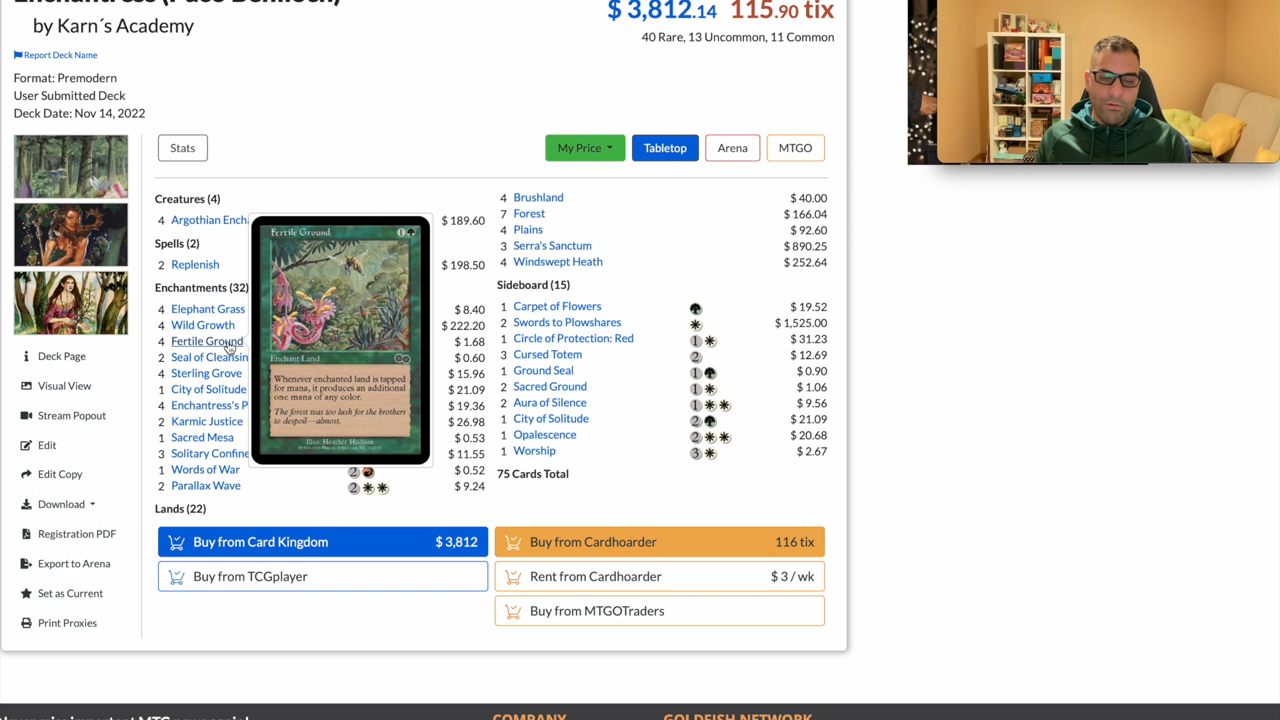 $ 3,812.14 115.90 tix
by Karn´s Academy
40 Rare, 13 Uncommon, 11 Common
Report Deck Name
Format: Premodern
User Submitted Deck
Deck Date: Nov 14, 2022
Stats
My Price
Tabletop
Arena
MTGO
Creatures (4)
4 Argothian Ench $ 189.60
Spells (2)
2 Replenish $ 198.50
Enchantments (32)
4 Elephant Grass $ 8.40
4 Wild Growth $ 222.20
4 Fertile Ground $ 1.68
2 Seal of Cleansin $ 0.60
4 Sterling Grove $ 15.96
1 City of Solitude $ 21.09
4 Enchantress's P $ 19.36
2 Karmic Justice $ 26.98
1 Sacred Mesa $ 0.53
3 Solitary Confine $ 11.55
1 Words of War 2 $ 0.52
2 Parallax Wave 2 $ 9.24
Lands (22)
Fertile Ground 1
Enchant Land
Whenever enchanted land is tapped
for mana, it produces an additional
one mana of any color.
The forest was too lush for the brothers
to despoil—almost.
Illus. Heather Hudson
4 Brushland $ 40.00
7 Forest $ 166.04
4 Plains $ 92.60
3 Serra's Sanctum $ 890.25
4 Windswept Heath $ 252.64
Sideboard (15)
1 Carpet of Flowers $ 19.52
2 Swords to Plowshares $ 1,525.00
1 Circle of Protection: Red 1 $ 31.23
3 Cursed Totem 2 $ 12.69
1 Ground Seal 1 $ 0.90
2 Sacred Ground 1 $ 1.06
2 Aura of Silence 1 $ 9.56
1 City of Solitude 2 $ 21.09
1 Opalescence 2 $ 20.68
1 Worship 3 $ 2.67
75 Cards Total
Deck Page
Visual View
Stream Popout
Edit
Edit Copy
Download
Registration PDF
Export to Arena
Set as Current
Print Proxies
Buy from Card Kingdom $ 3,812
Buy from TCGplayer
Buy from Cardhoarder 116 tix
Rent from Cardhoarder $ 3 / wk
Buy from MTGOTraders
COMPANY
GOLDFISH NETWORK